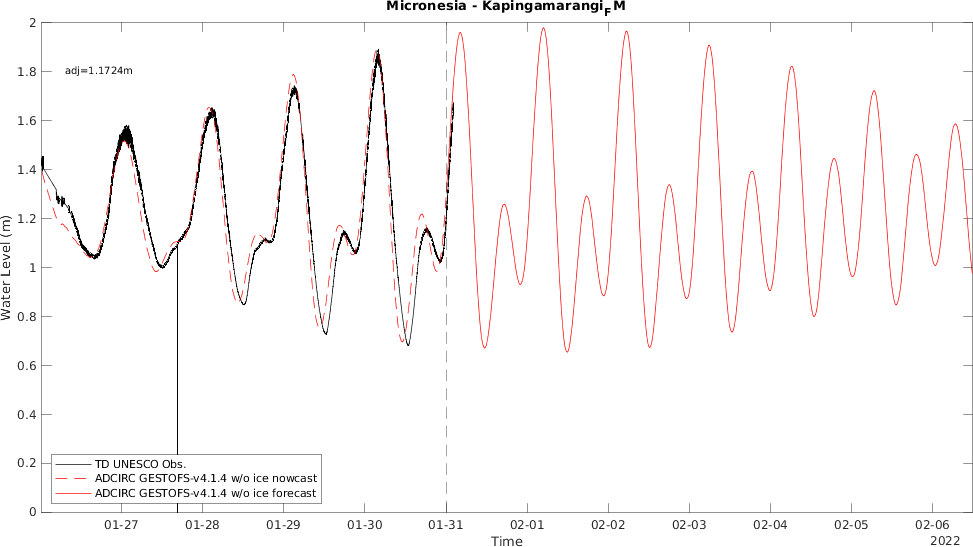 Micronesia - Kapingamarangi_FM
adj=1.1724m
Water Level (m)
2
1.8
1.6
1.4
1.2
1
0.8
0.6
0.4
0.2
0
TD UNESCO Obs.
ADCIRC GESTOFS-v4.1.4 w/o ice nowcast
ADCIRC GESTOFS-v4.1.4 w/o ice forecast
01-27 01-28 01-29 01-30 01-31 02-01 02-02 02-03 02-04 02-05 02-06
Time
2022